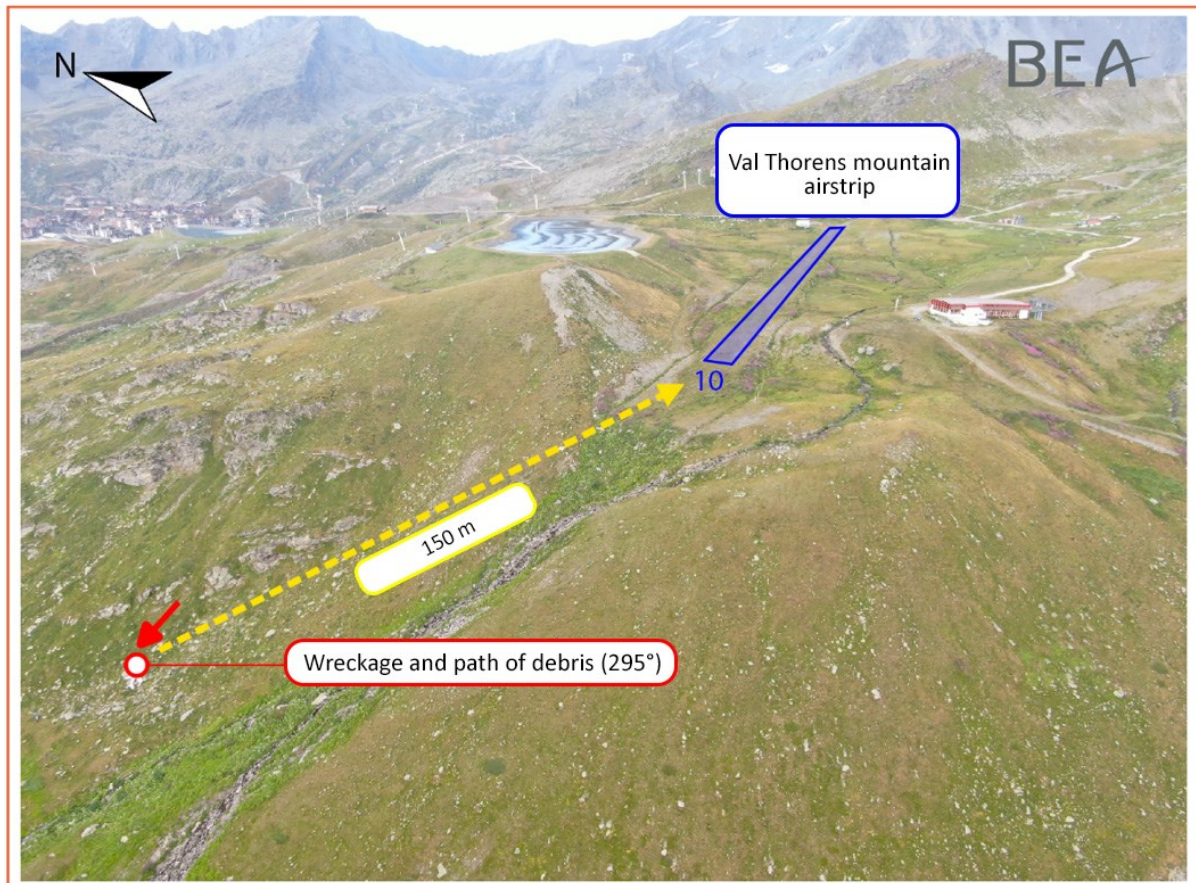 N
BEA
Val Thorens mountain
airstrip
10
150 m
Wreckage and path of debris (295°)